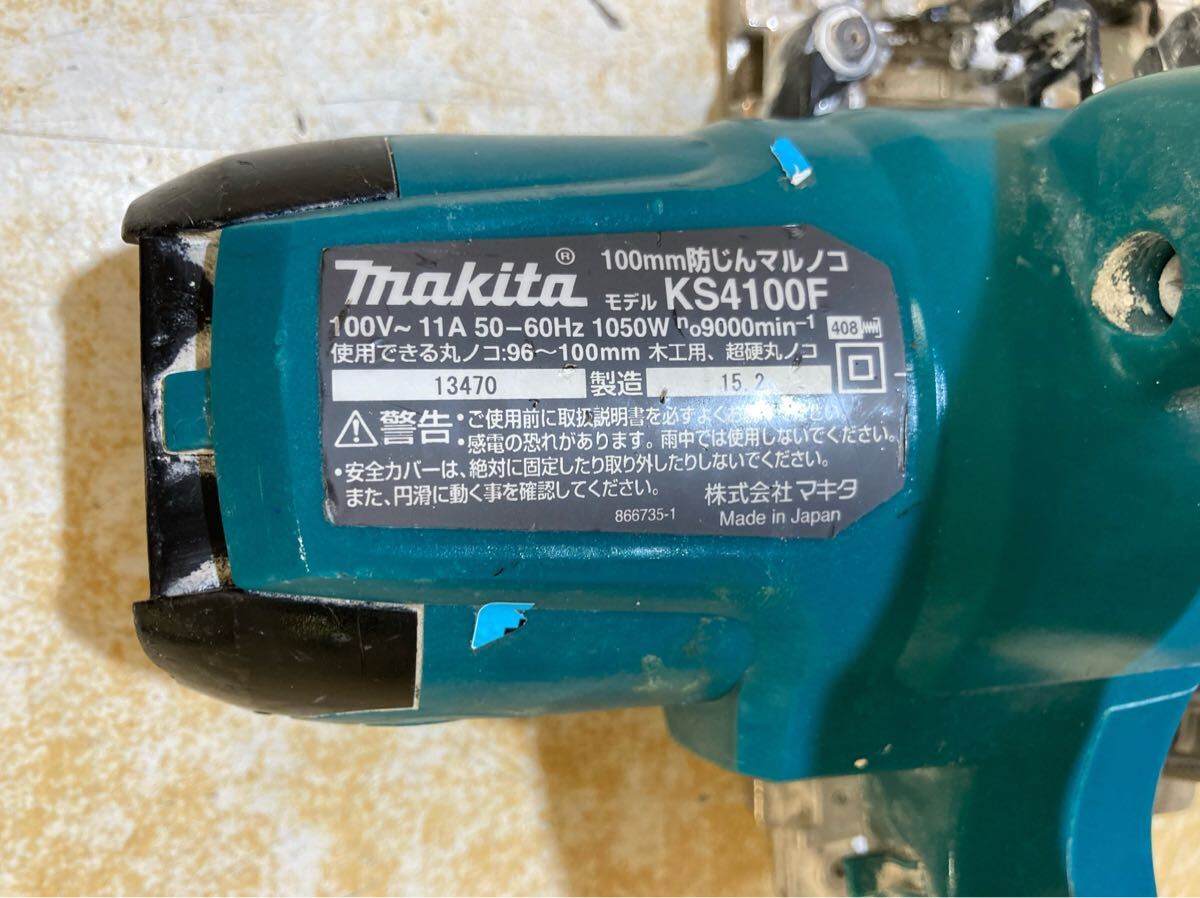 makita®
100mm防じんマルノコ
モデル KS4100F
100V~ 11A 50-60Hz 1050W n₀9000min⁻¹ 408
使用できる丸ノコ:96~100mm 木工用、超硬丸ノコ
13470 製造 15.2
警告 ・ご使用前に取扱説明書を必ずよくお
・感電の恐れがあります。雨中では使用しないでください。
・安全カバーは、絶対に固定したり取り外したりしないでください。
また、円滑に動く事を確認してください。
株式会社 マキタ
866735-1 Made in Japan